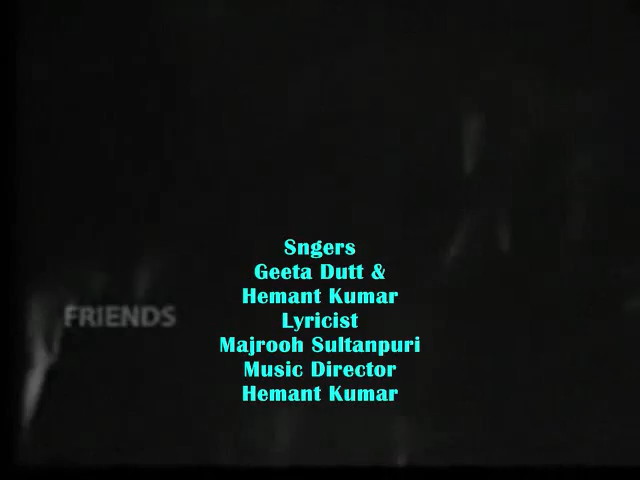 Sngers
Geeta Dutt &
Hemant Kumar
FRIENDS
Lyricist
Majrooh Sultanpuri
Music Director
Hemant Kumar